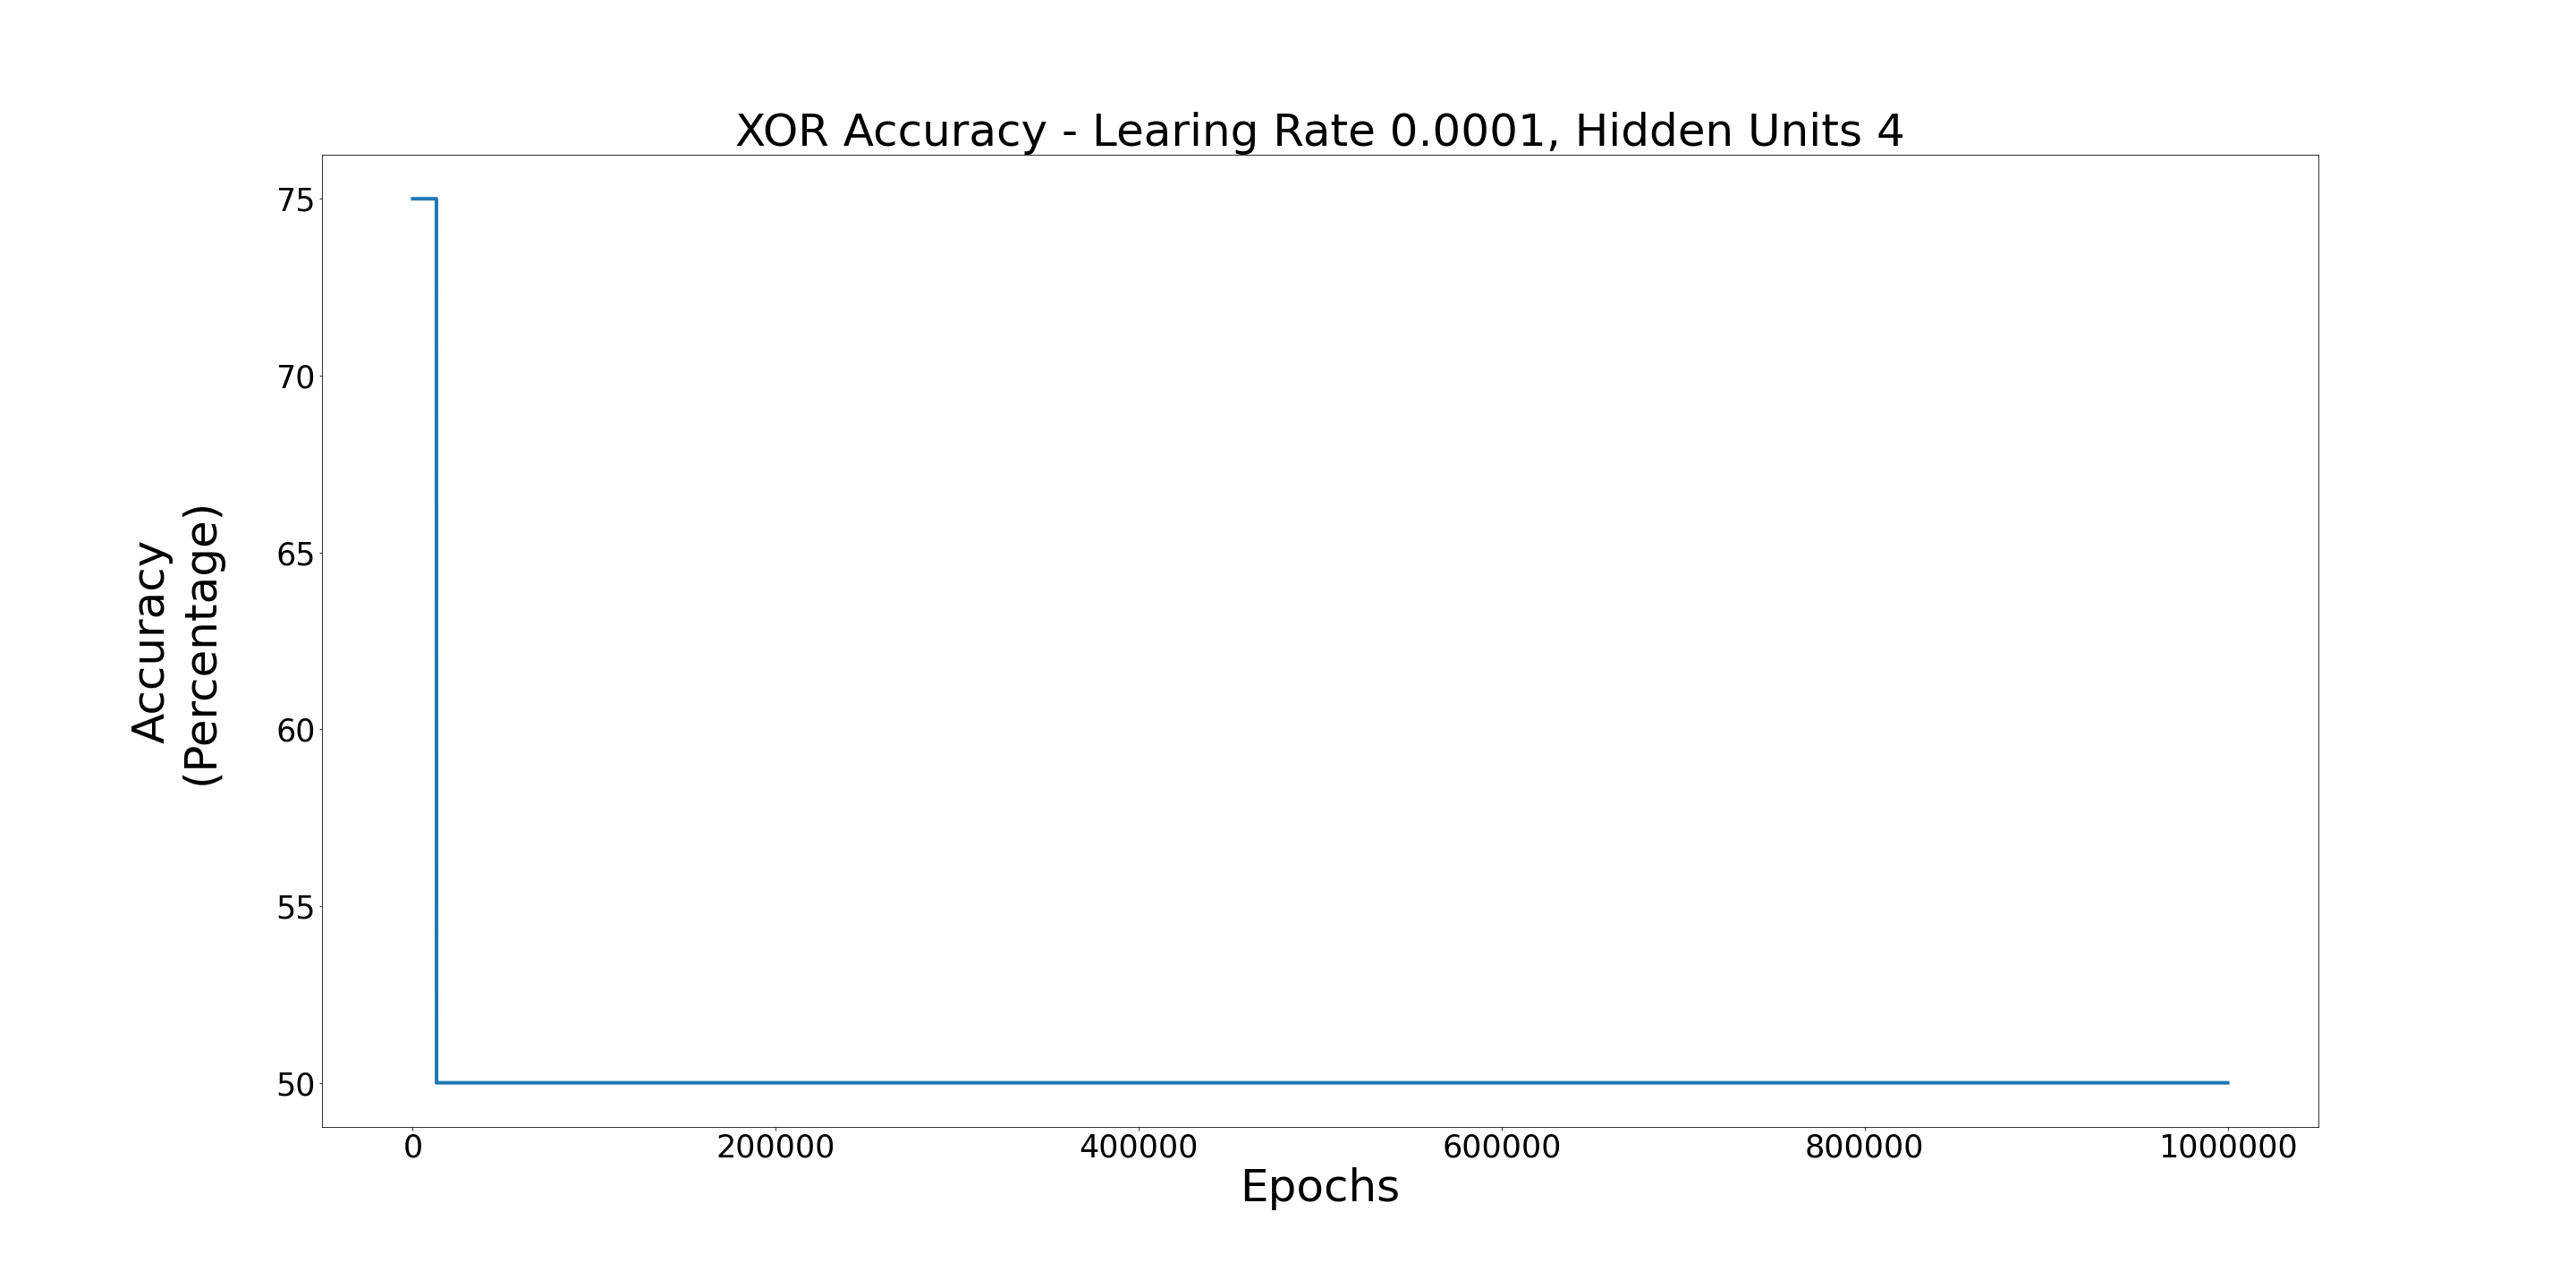 XOR Accuracy - Learing Rate 0.0001, Hidden Units 4
75
70
65
60
55
50
Accuracy
(Percentage)
0 200000 400000 600000 800000 1000000
Epochs